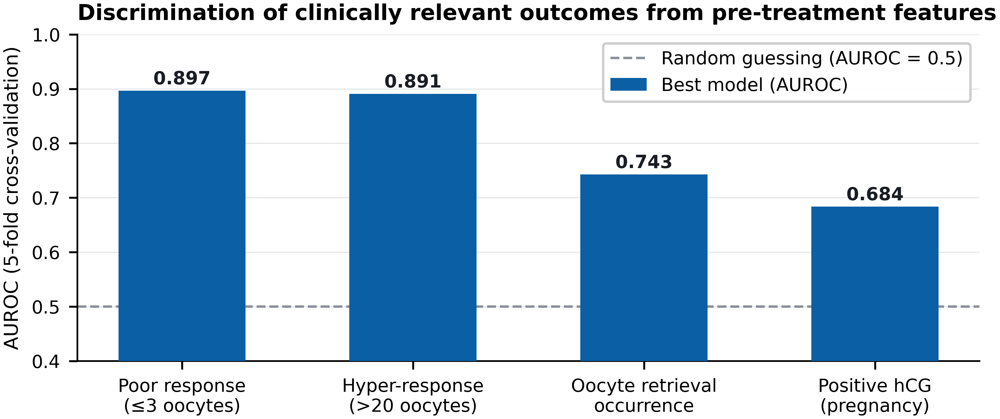 Discrimination of clinically relevant outcomes from pre-treatment features
AUROC (5-fold cross-validation)
1.0
0.9
0.8
0.7
0.6
0.5
0.4
Random guessing (AUROC = 0.5)
Best model (AUROC)
0.897
0.891
0.743
0.684
Poor response
(≤3 oocytes)
Hyper-response
(>20 oocytes)
Oocyte retrieval
occurrence
Positive hCG
(pregnancy)